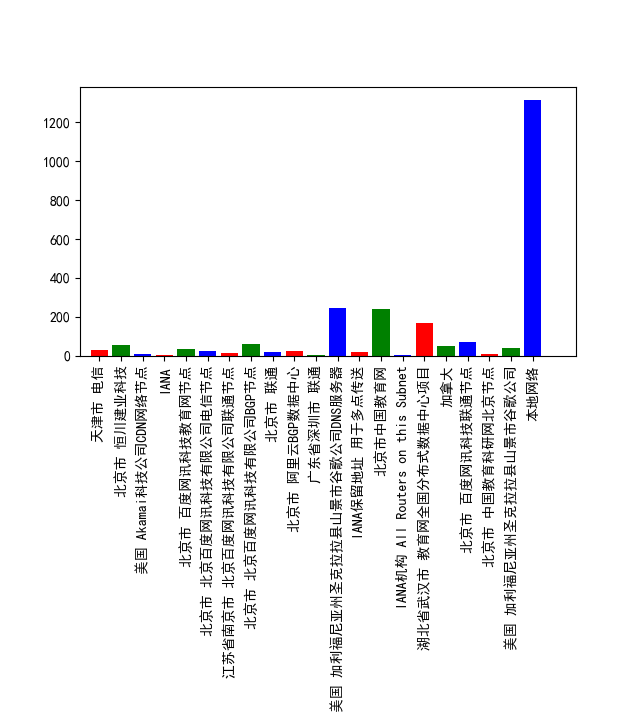 1200
1000
800
600
400
200
0
天津市 电信
北京市 恒川建业科技
美国 Akamai科技公司CDN网络节点
IANA
北京市 百度网讯科技教育网节点
北京市 北京百度网讯科技有限公司电信节点
江苏省南京市 北京百度网讯科技有限公司联通节点
北京市 北京百度网讯科技有限公司BGP节点
北京市 联通
北京市 阿里云BGP数据中心
广东省深圳市 联通
美国 加利福尼亚州圣克拉拉县山景市谷歌公司DNS服务器
IANA保留地址 用于多点传送
北京市中国教育网
IANA机构 All Routers on this Subnet
湖北省武汉市 教育网全国分布式数据中心项目
加拿大
北京市 百度网讯科技联通节点
北京市 中国教育科研网北京节点
美国 加利福尼亚州圣克拉拉县山景市谷歌公司
本地网络